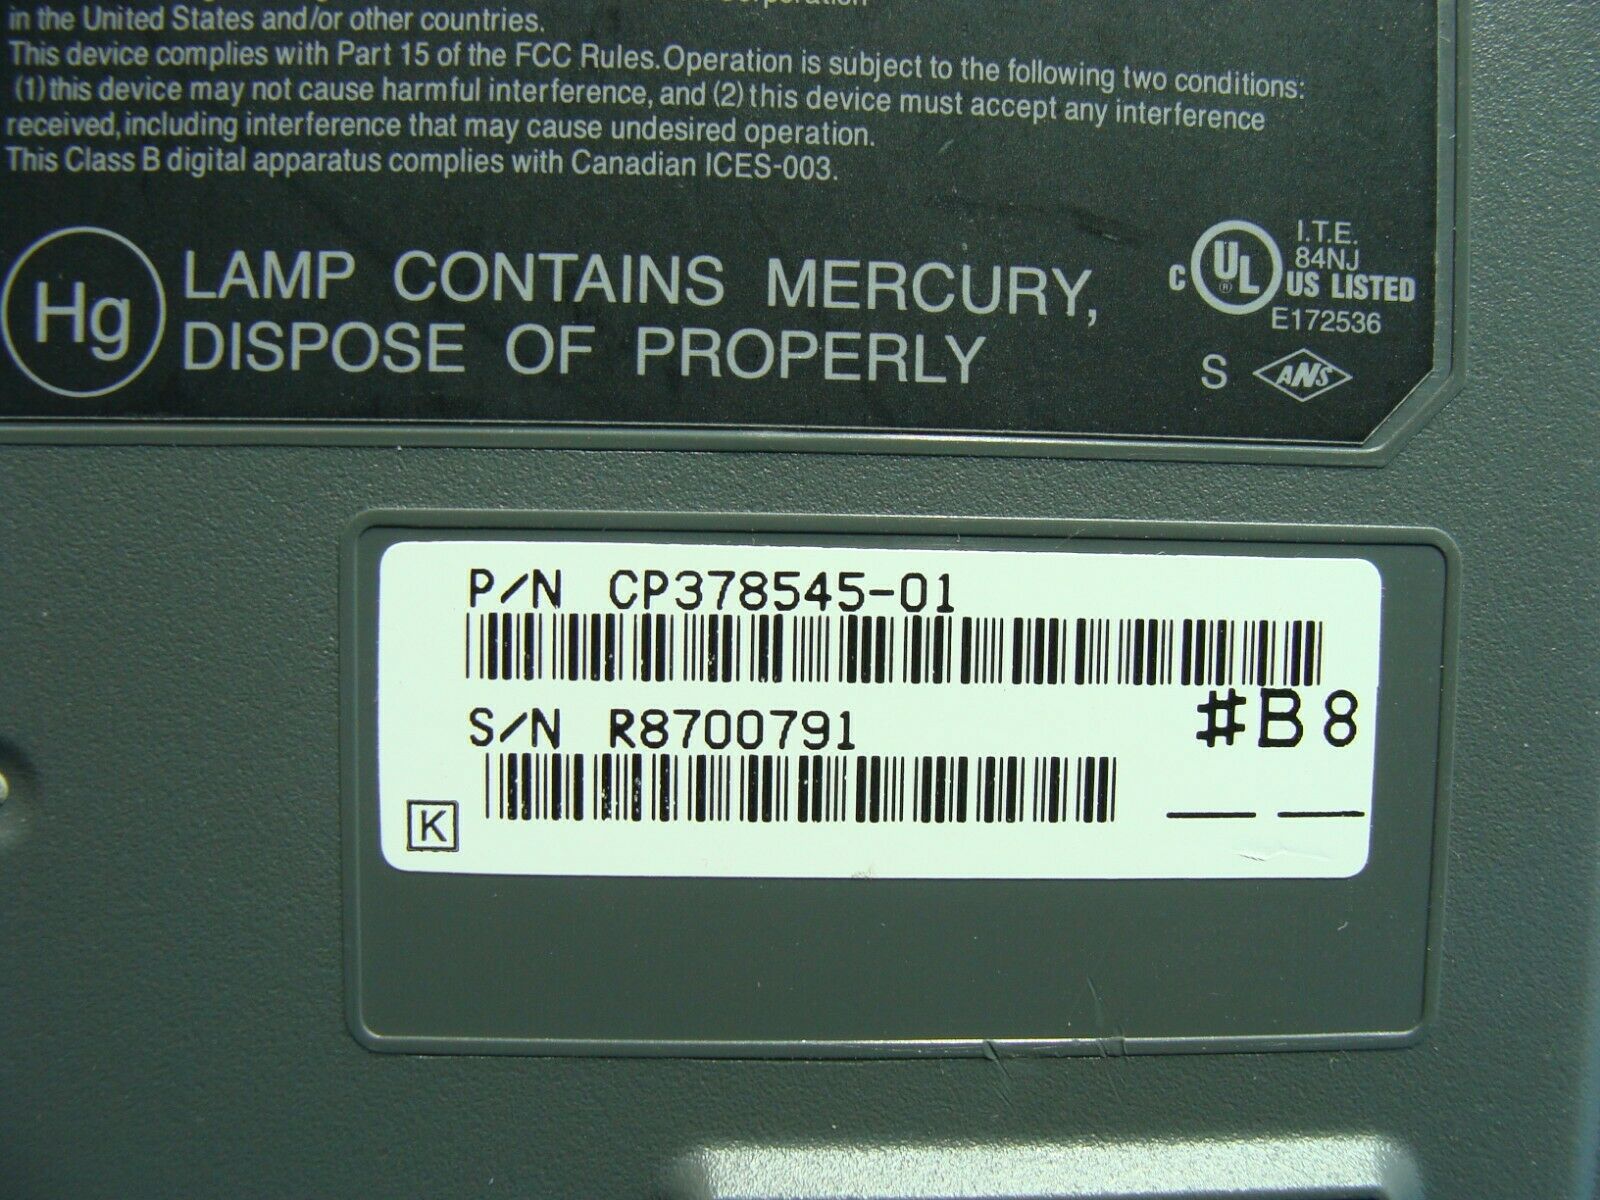 Corporation
in the United States and/or other countries.
This device complies with Part 15 of the FCC Rules.Operation is subject to the following two conditions:
(1)this device may not cause harmful interference, and (2)this device must accept any interference
received,including interference that may cause undesired operation.
This Class B digital apparatus complies with Canadian ICES-003.
Hg
LAMP CONTAINS MERCURY,
DISPOSE OF PROPERLY
I.T.E.
84NJ
C UL ® US LISTED
E172536
S ANS
P/N CP378545-01
S/N R8700791
#B8
K